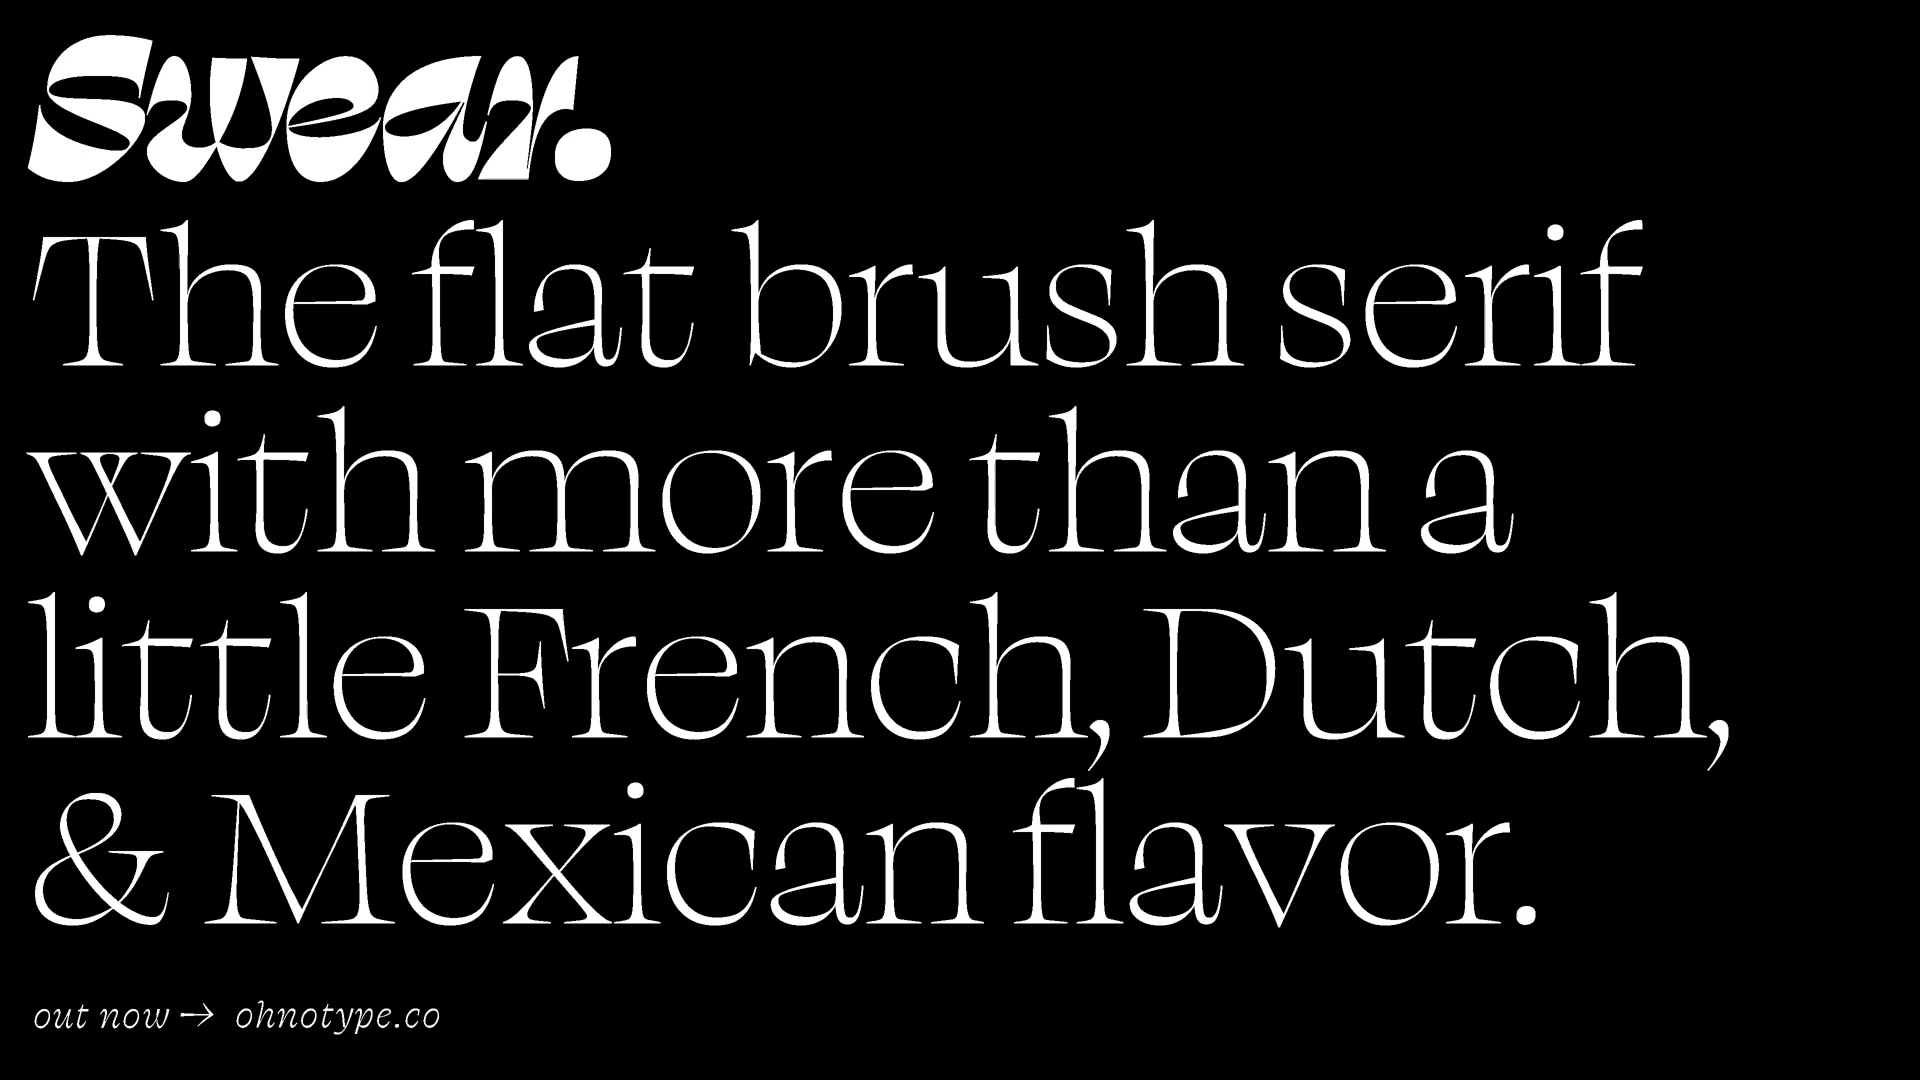 Swear.
The flat brush serif
with more than a
little French, Dutch,
& Mexican flavor.
out now → ohnotype.co